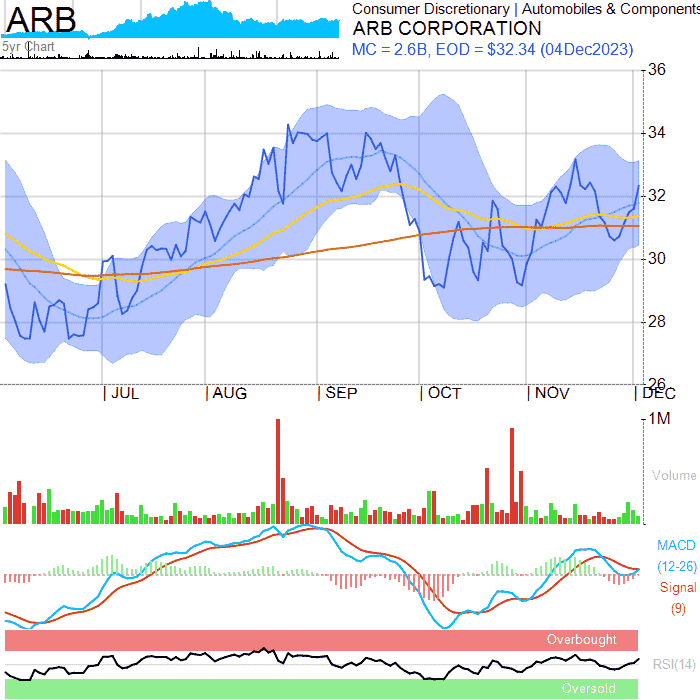 ARB
5yr Chart
Consumer Discretionary | Automobiles & Components
ARB CORPORATION
MC = 2.6B, EOD = $32.34 (04Dec2023)
36
34
32
30
28
26
JUL
AUG
SEP
OCT
NOV
DEC
1M
Volume
MACD
(12-26)
Signal
(9)
Overbought
RSI(14)
Oversold